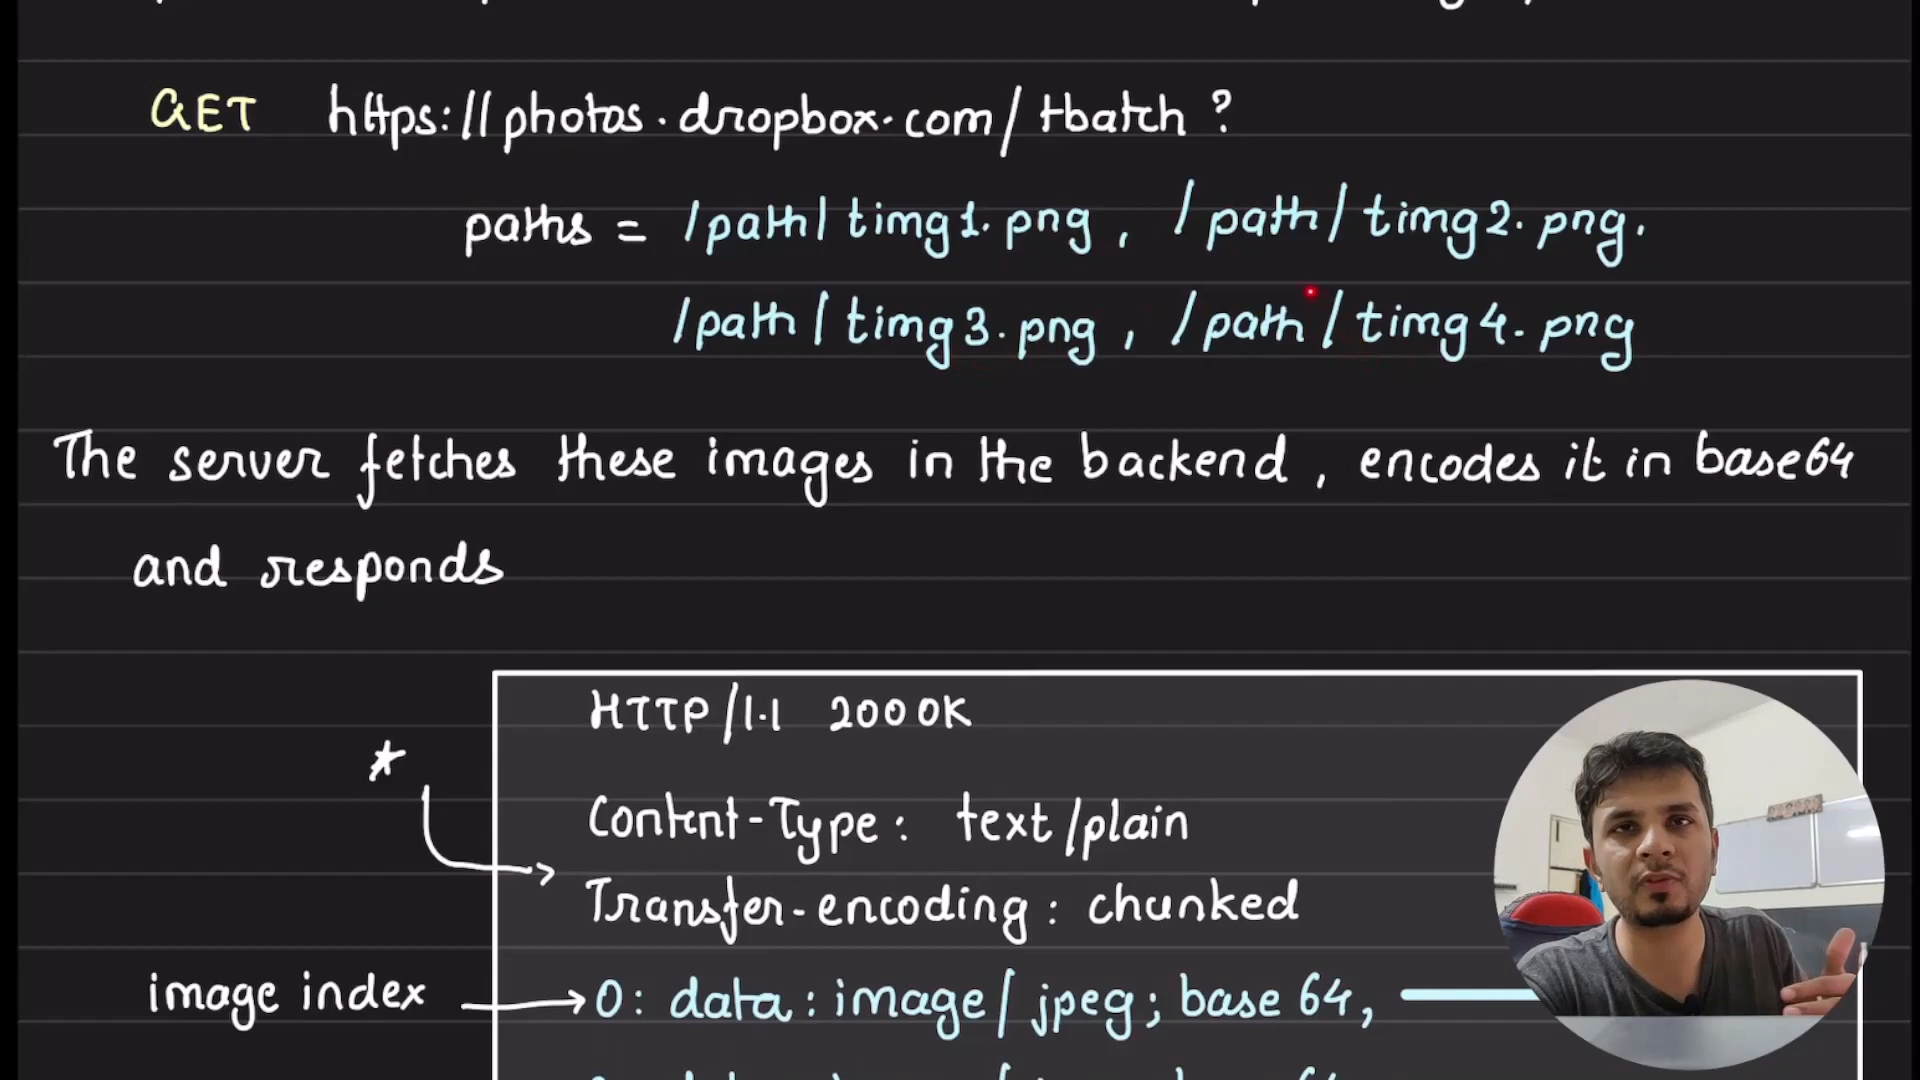 GET https://photos.dropbox.com/tbatch?
paths = /path/timg1.png, /path/timg2.png.
/path/timg3.png, /path/timg4.png
The server fetches these images in the backend, encodes it in base64
and responds
HTTP/1.1 200 OK
*
Content-Type: text/plain
Transfer-encoding: chunked
image index → 0: data: image/jpeg; base 64,